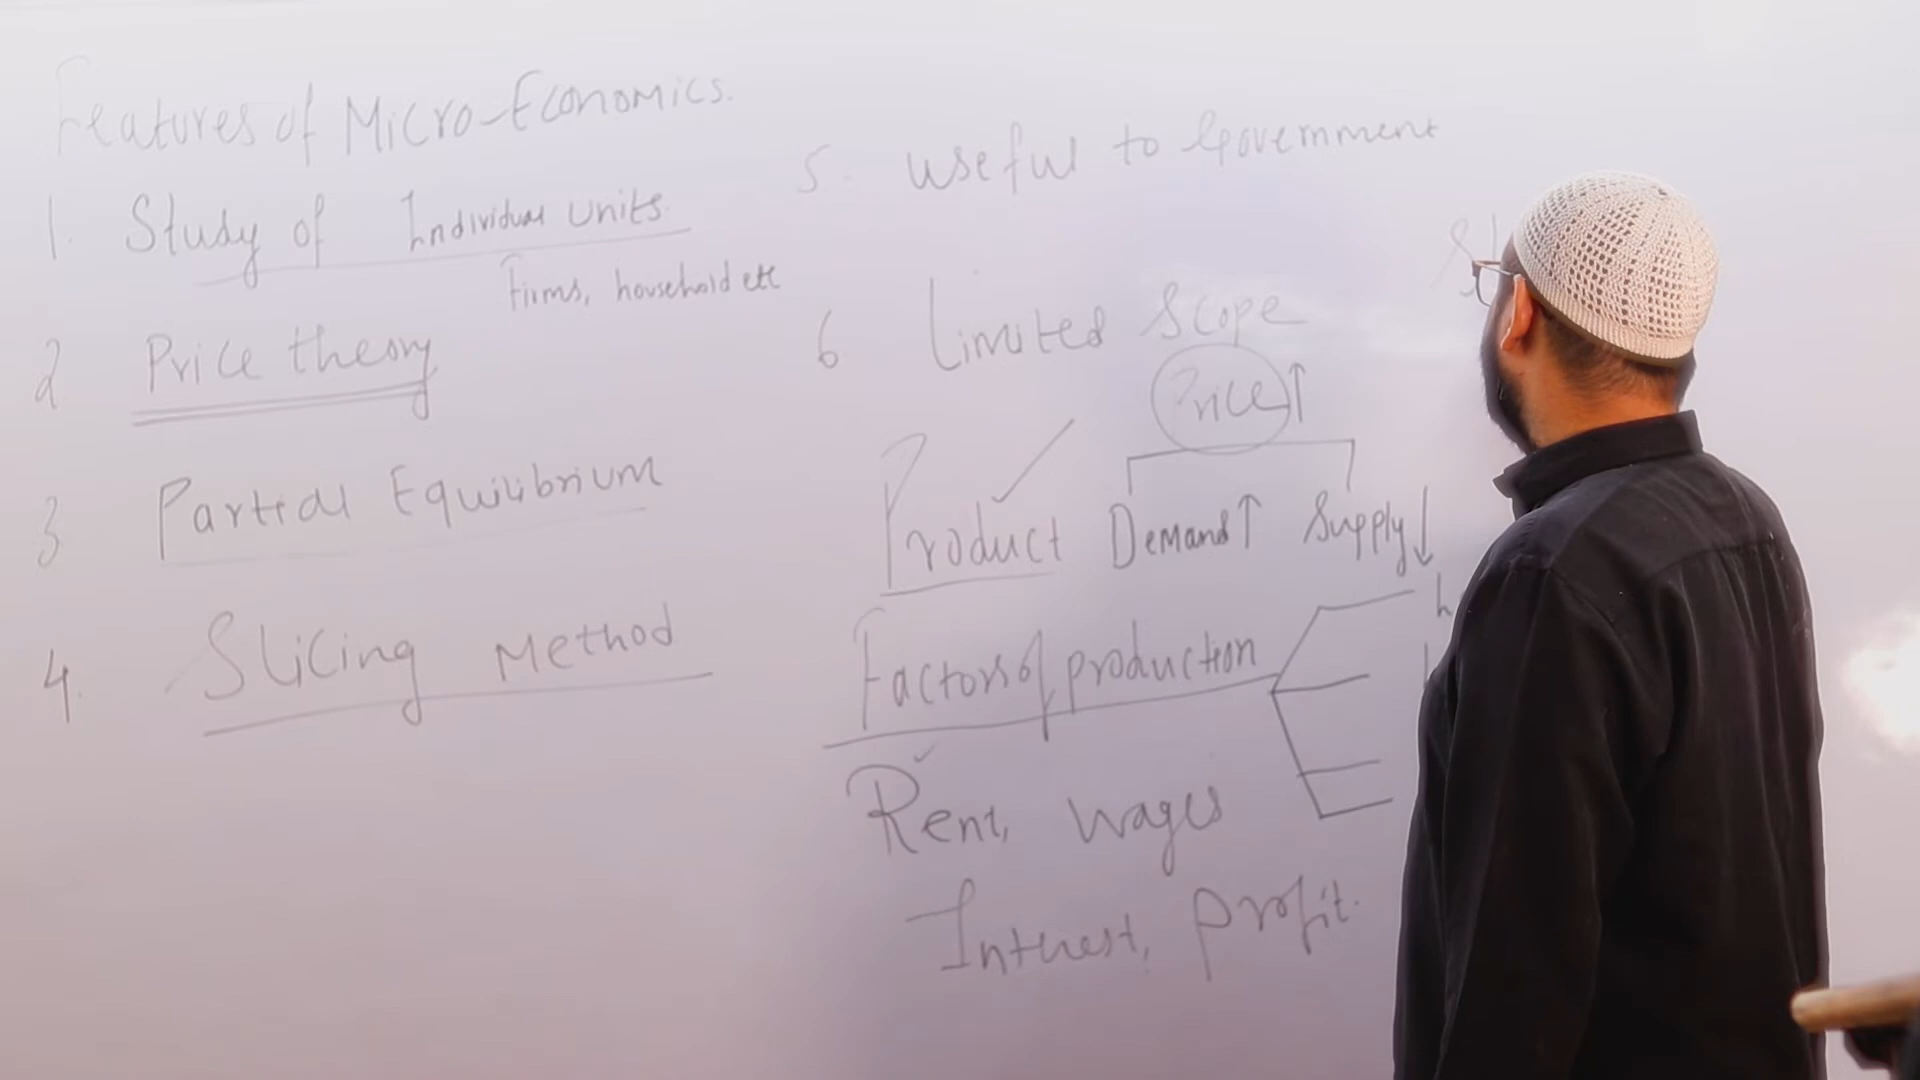 Features of Micro-Economics.
1. Study of Individual units
Firms, household etc
2 Price theory
3 Partial Equilibrium
4. Slicing Method
5. useful to Government
6 Limited Scope
Price ↑
Product Demand ↑ Supply ↓
Factors of production
Rent, wages
Interest, profit.